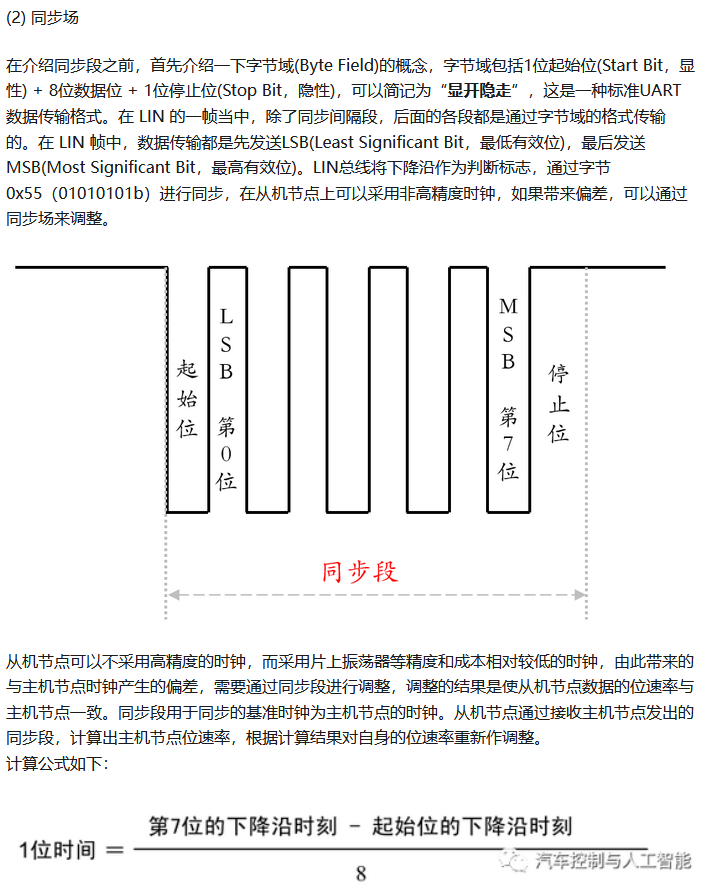 (2) 同步场
在介绍同步段之前，首先介绍一下字节域(Byte Field)的概念，字节域包括1位起始位(Start Bit，显
性) + 8位数据位 + 1位停止位(Stop Bit，隐性)，可以简记为“显开隐走”，这是一种标准UART
数据传输格式。在 LIN 的一帧当中，除了同步间隔段，后面的各段都是通过字节域的格式传输
的。在 LIN 帧中，数据传输都是先发送LSB(Least Significant Bit，最低有效位)，最后发送
MSB(Most Significant Bit，最高有效位)。LIN总线将下降沿作为判断标志，通过字节
0x55（01010101b）进行同步，在从机节点上可以采用非高精度时钟，如果带来偏差，可以通过
同步场来调整。
起始位
LSB 第0位
MSB 第7位
停止位
同步段
从机节点可以不采用高精度的时钟，而采用片上振荡器等精度和成本相对较低的时钟，由此带来的
与主机节点时钟产生的偏差，需要通过同步段进行调整，调整的结果是使从机节点数据的位速率与
主机节点一致。同步段用于同步的基准时钟为主机节点的时钟。从机节点通过接收主机节点发出的
同步段，计算出主机节点位速率，根据计算结果对自身的位速率重新作调整。
计算公式如下：
第7位的下降沿时刻 - 起始位的下降沿时刻
1位时间 =
8
汽车控制与人工智能